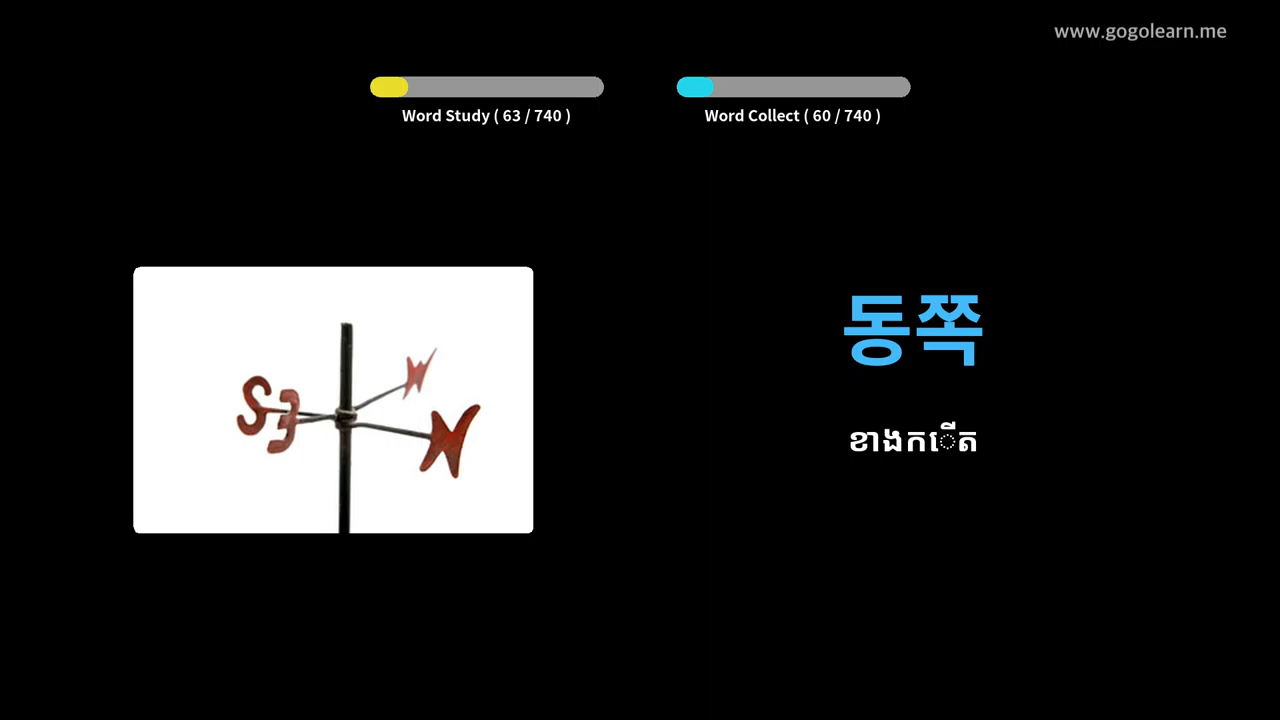 www.gogolearn.me
Word Study ( 63 / 740 )
Word Collect ( 60 / 740 )
S E N W
동쪽
ខាងកើត